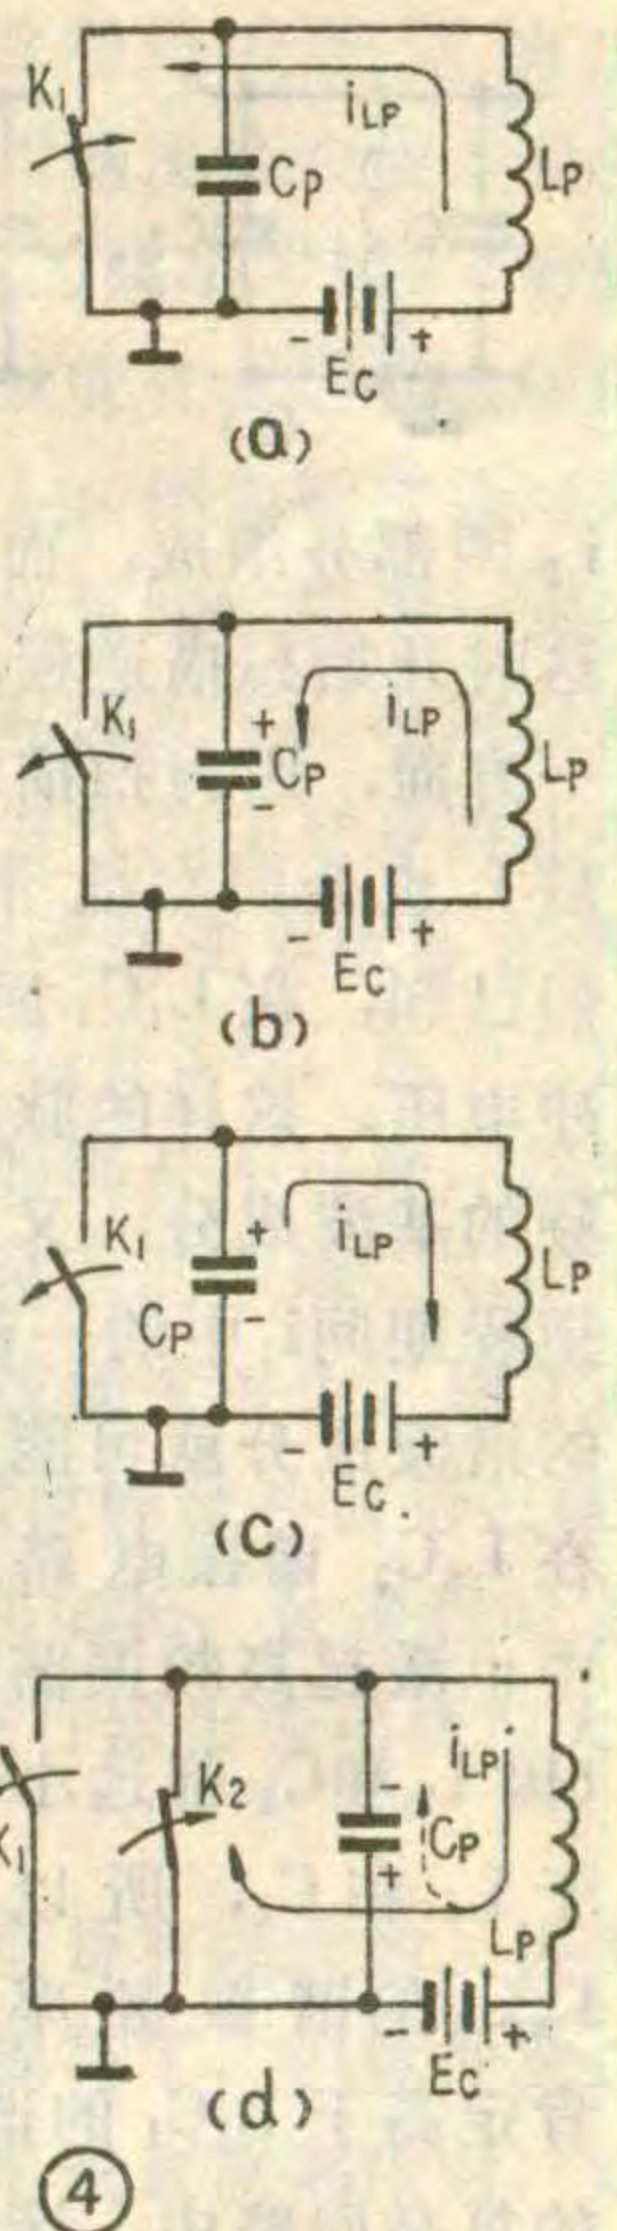 K₁ iLP
CP LP
- +
EC
(a)
K₁ + iLP
CP LP
-
- +
EC
(b)
K₁ + iLP
LP
CP -
- +
EC
(c)
iLP
K₂ -
CP
K₁ +
LP
- +
EC
(d)
④